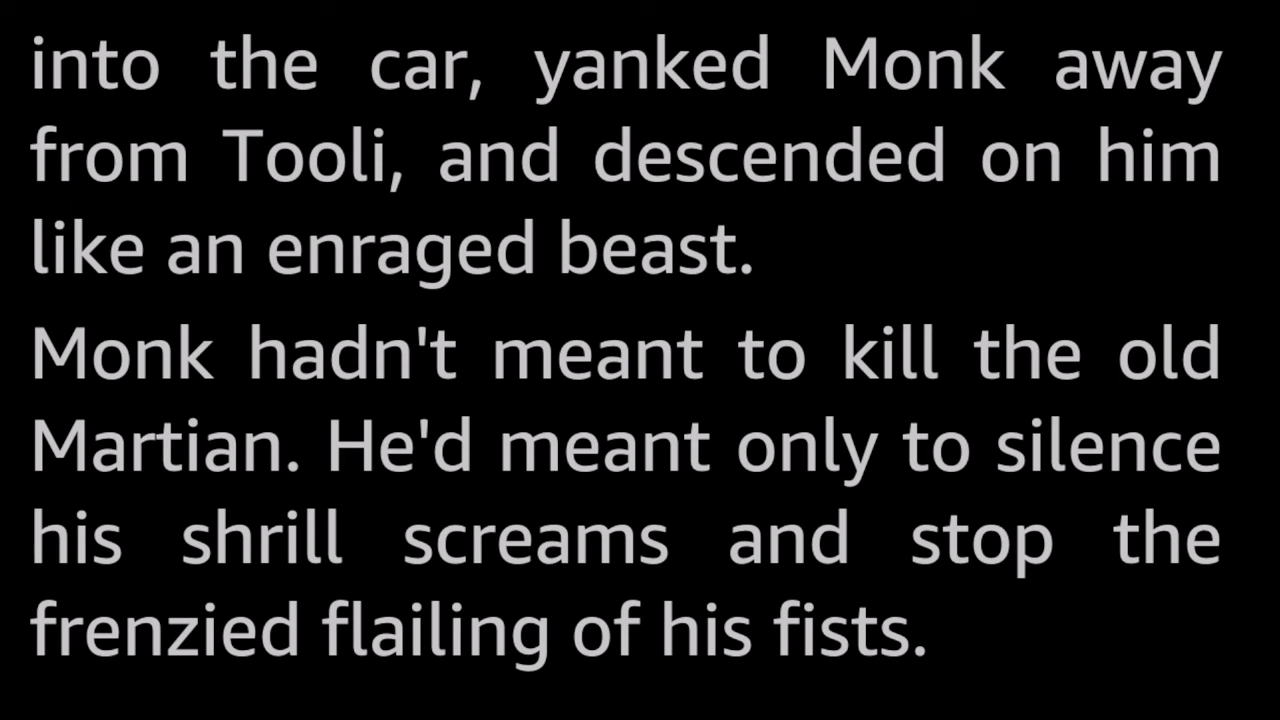 into the car, yanked Monk away
from Tooli, and descended on him
like an enraged beast.
Monk hadn't meant to kill the old
Martian. He'd meant only to silence
his shrill screams and stop the
frenzied flailing of his fists.